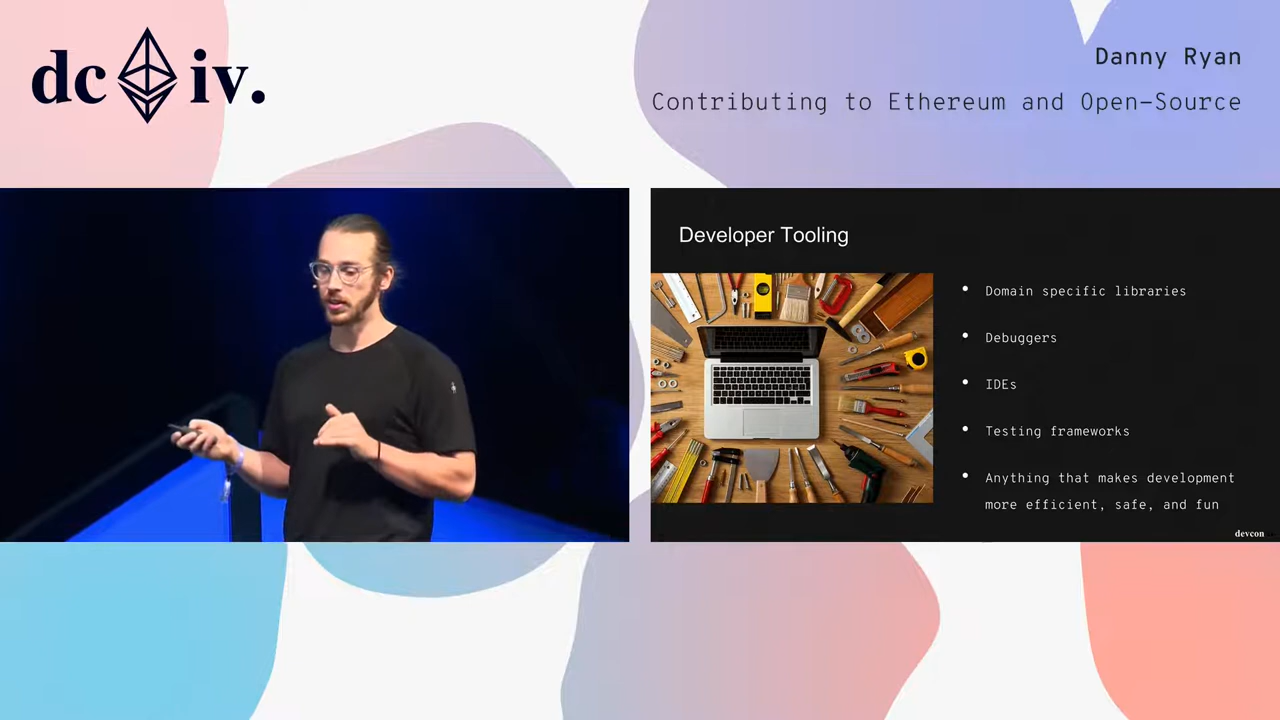 dc iv.
Danny Ryan
Contributing to Ethereum and Open-Source
Developer Tooling
• Domain specific libraries
• Debuggers
• IDEs
• Testing frameworks
• Anything that makes development
more efficient, safe, and fun
devcon